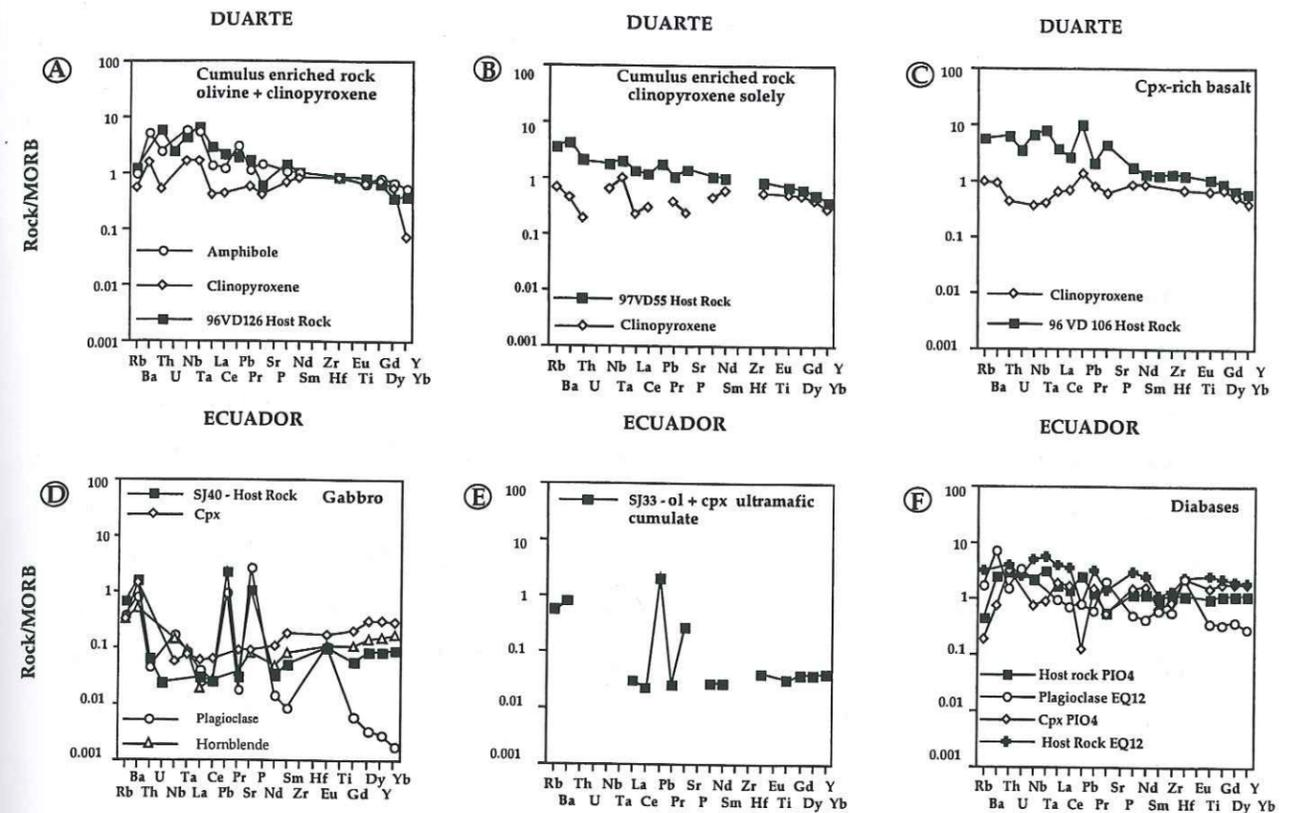 DUARTE
DUARTE
DUARTE
A
Cumulus enriched rock
olivine + clinopyroxene
Rock/MORB
100
10
1
0.1
0.01
0.001
Amphibole
Clinopyroxene
96VD126 Host Rock
Rb Th Nb La Pb Sr Nd Zr Eu Gd Y
Ba U Ta Ce Pr P Sm Hf Ti Dy Yb
B
Cumulus enriched rock
clinopyroxene solely
100
10
1
0.1
0.01
0.001
97VD55 Host Rock
Clinopyroxene
Rb Th Nb La Pb Sr Nd Zr Eu Gd Y
Ba U Ta Ce Pr P Sm Hf Ti Dy Yb
C
Cpx-rich basalt
100
10
1
0.1
0.01
0.001
Clinopyroxene
96 VD 106 Host Rock
Rb Th Nb La Pb Sr Nd Zr Eu Gd Y
Ba U Ta Ce Pr P Sm Hf Ti Dy Yb
ECUADOR
ECUADOR
ECUADOR
D
SJ40 - Host Rock Gabbro
Cpx
Rock/MORB
100
10
1
0.1
0.01
0.001
Plagioclase
Hornblende
Ba U Ta Ce Pr P Sm Hf Ti Dy Yb
Rb Th Nb La Pb Sr Nd Zr Eu Gd Y
E
SJ33 - ol + cpx ultramafic
cumulate
100
10
1
0.1
0.01
0.001
Rb Th Nb La Pb Sr Nd Zr Eu Gd Y
Ba U Ta Ce Pr P Sm Hf Ti Dy Yb
F
Diabases
100
10
1
0.1
0.01
0.001
Host rock PIO4
Plagioclase EQ12
Cpx PIO4
Host Rock EQ12
Rb Th Nb La Pb Sr Nd Zr Eu Gd Y
Ba U Ta Ce Pr P Sm Hf Ti Dy Yb